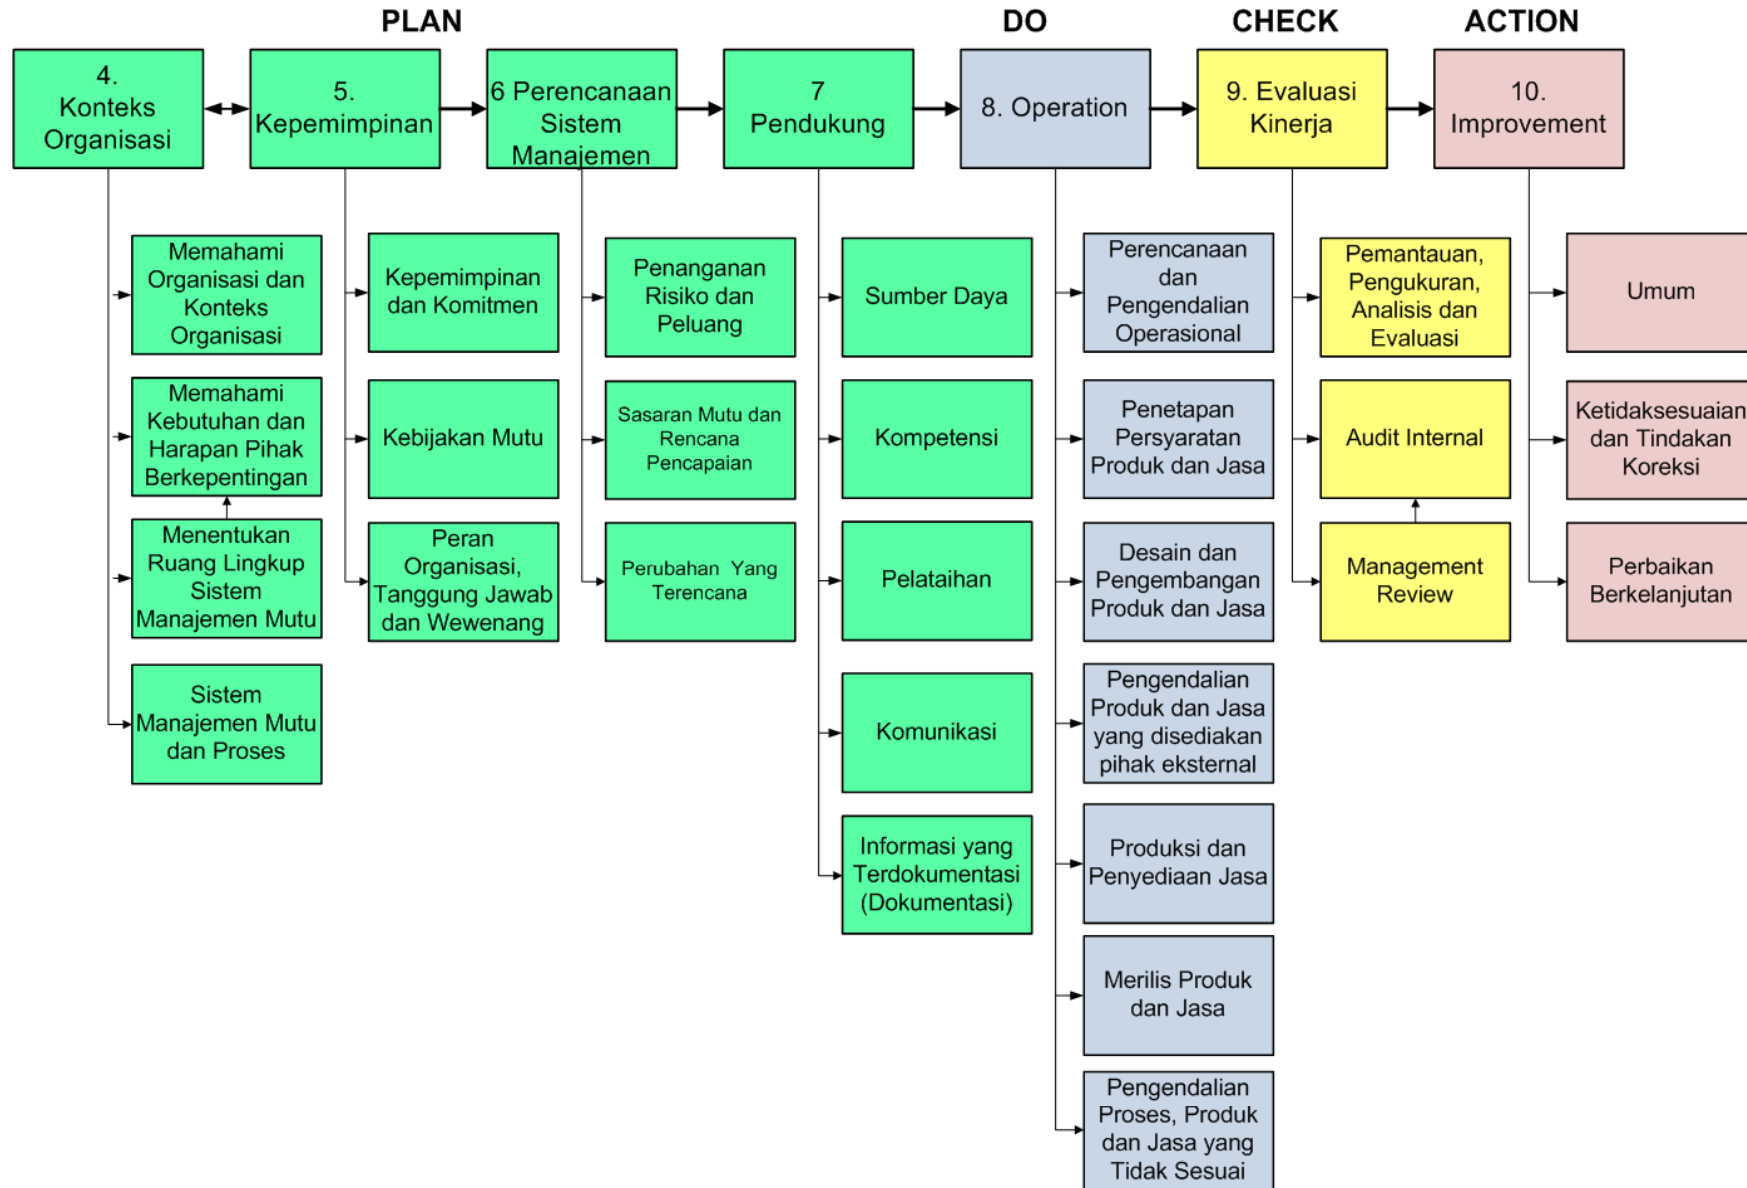 PLAN
DO
CHECK
ACTION
4.
Konteks
Organisasi
5.
Kepemimpinan
6 Perencanaan
Sistem
Manajemen
7
Pendukung
8. Operation
9. Evaluasi
Kinerja
10.
Improvement
Memahami
Organisasi dan
Konteks
Organisasi
Memahami
Kebutuhan dan
Harapan Pihak
Berkepentingan
Menentukan
Ruang Lingkup
Sistem
Manajemen Mutu
Sistem
Manajemen Mutu
dan Proses
Kepemimpinan
dan Komitmen
Kebijakan Mutu
Peran
Organisasi,
Tanggung Jawab
dan Wewenang
Penanganan
Risiko dan
Peluang
Sasaran Mutu dan
Rencana
Pencapaian
Perubahan Yang
Terencana
Sumber Daya
Kompetensi
Pelataihan
Komunikasi
Informasi yang
Terdokumentasi
(Dokumentasi)
Perencanaan
dan
Pengendalian
Operasional
Penetapan
Persyaratan
Produk dan Jasa
Desain dan
Pengembangan
Produk dan Jasa
Pengendalian
Produk dan Jasa
yang disediakan
pihak eksternal
Produksi dan
Penyediaan Jasa
Merilis Produk
dan Jasa
Pengendalian
Proses, Produk
dan Jasa yang
Tidak Sesuai
Pemantauan,
Pengukuran,
Analisis dan
Evaluasi
Audit Internal
Management
Review
Umum
Ketidaksesuaian
dan Tindakan
Koreksi
Perbaikan
Berkelanjutan